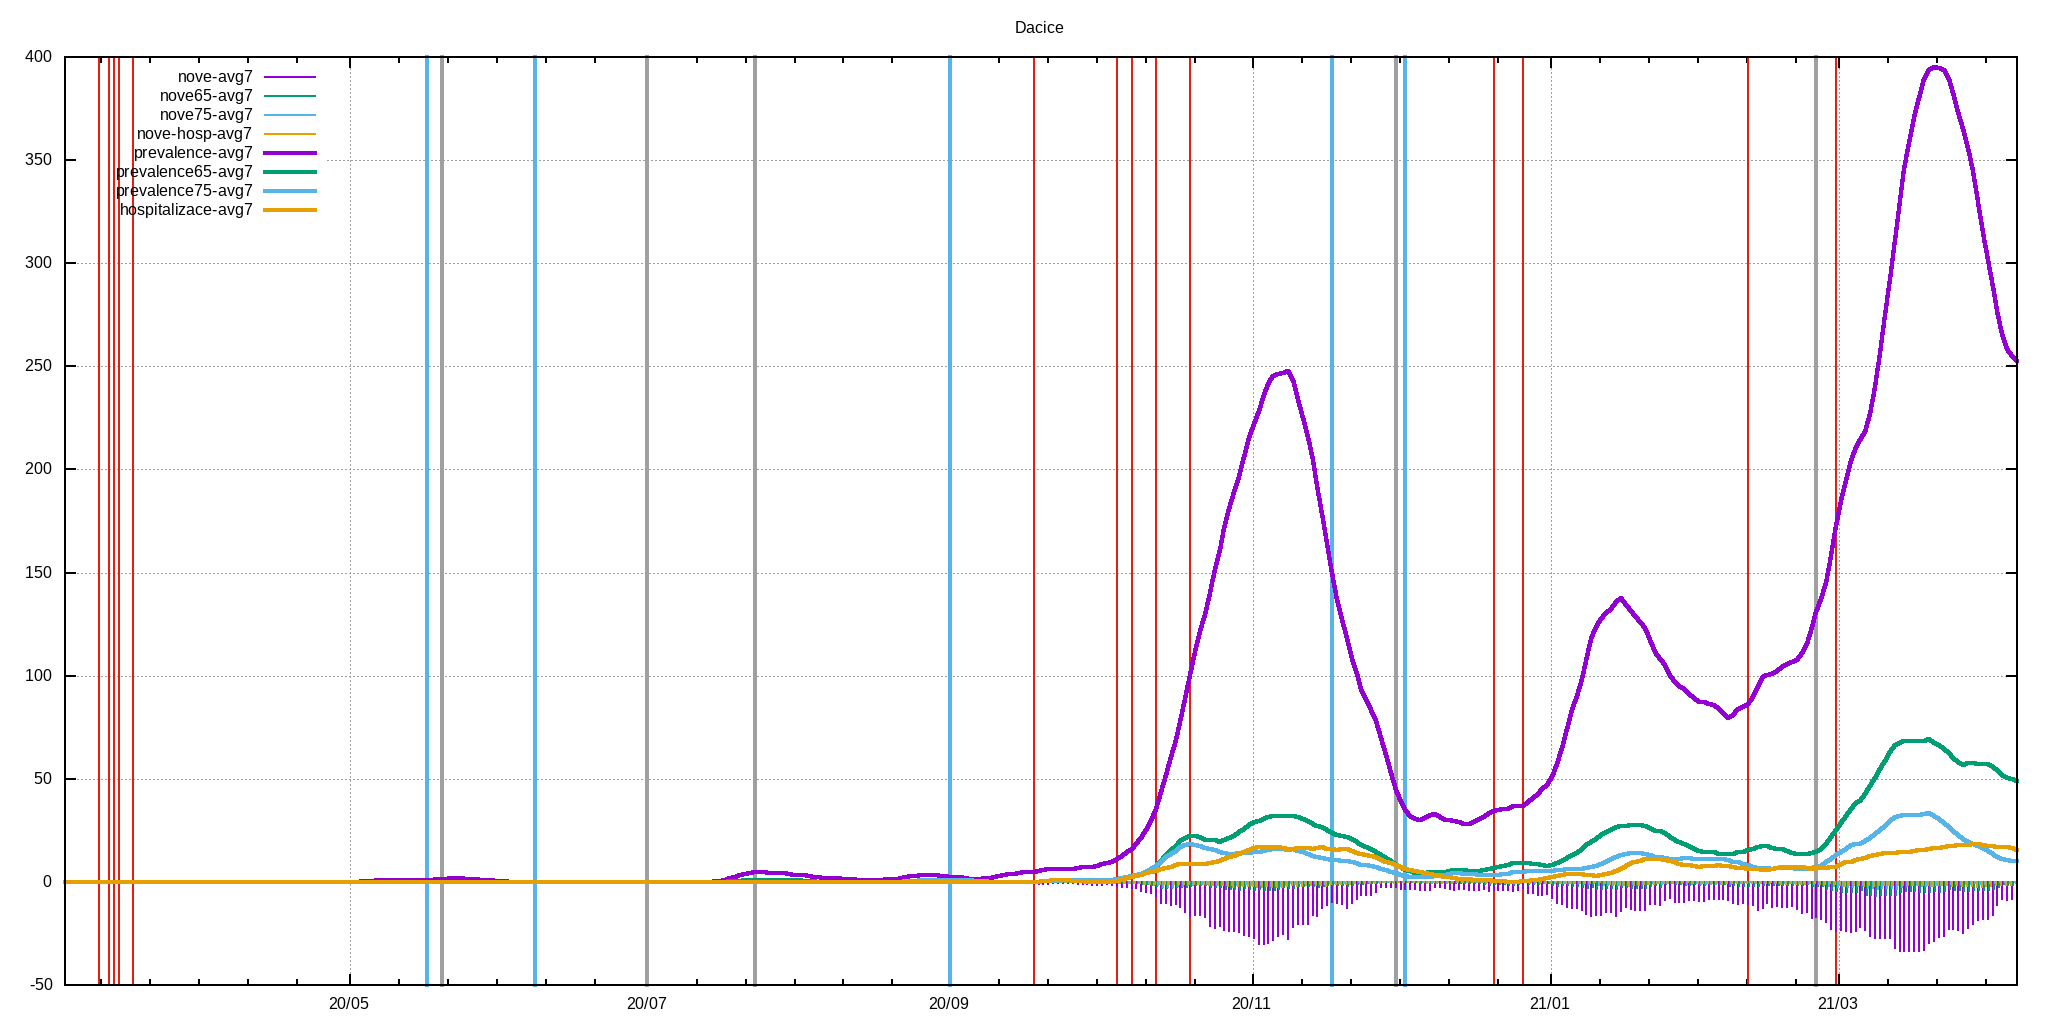 Dacice
400
350
300
250
200
150
100
50
0
-50
nove-avg7
nove65-avg7
nove75-avg7
nove-hosp-avg7
prevalence-avg7
prevalence65-avg7
prevalence75-avg7
hospitalizace-avg7
20/05
20/07
20/09
20/11
21/01
21/03